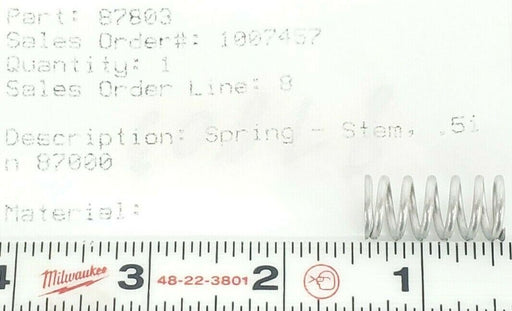 Part: 87803
Sales Order#: 1007457
Quantity: 1
Sales Order Line: 8
Description: Spring - Stem, .5i
n 87000
Material:
4 Milwaukee 3 48-22-3801 2 1